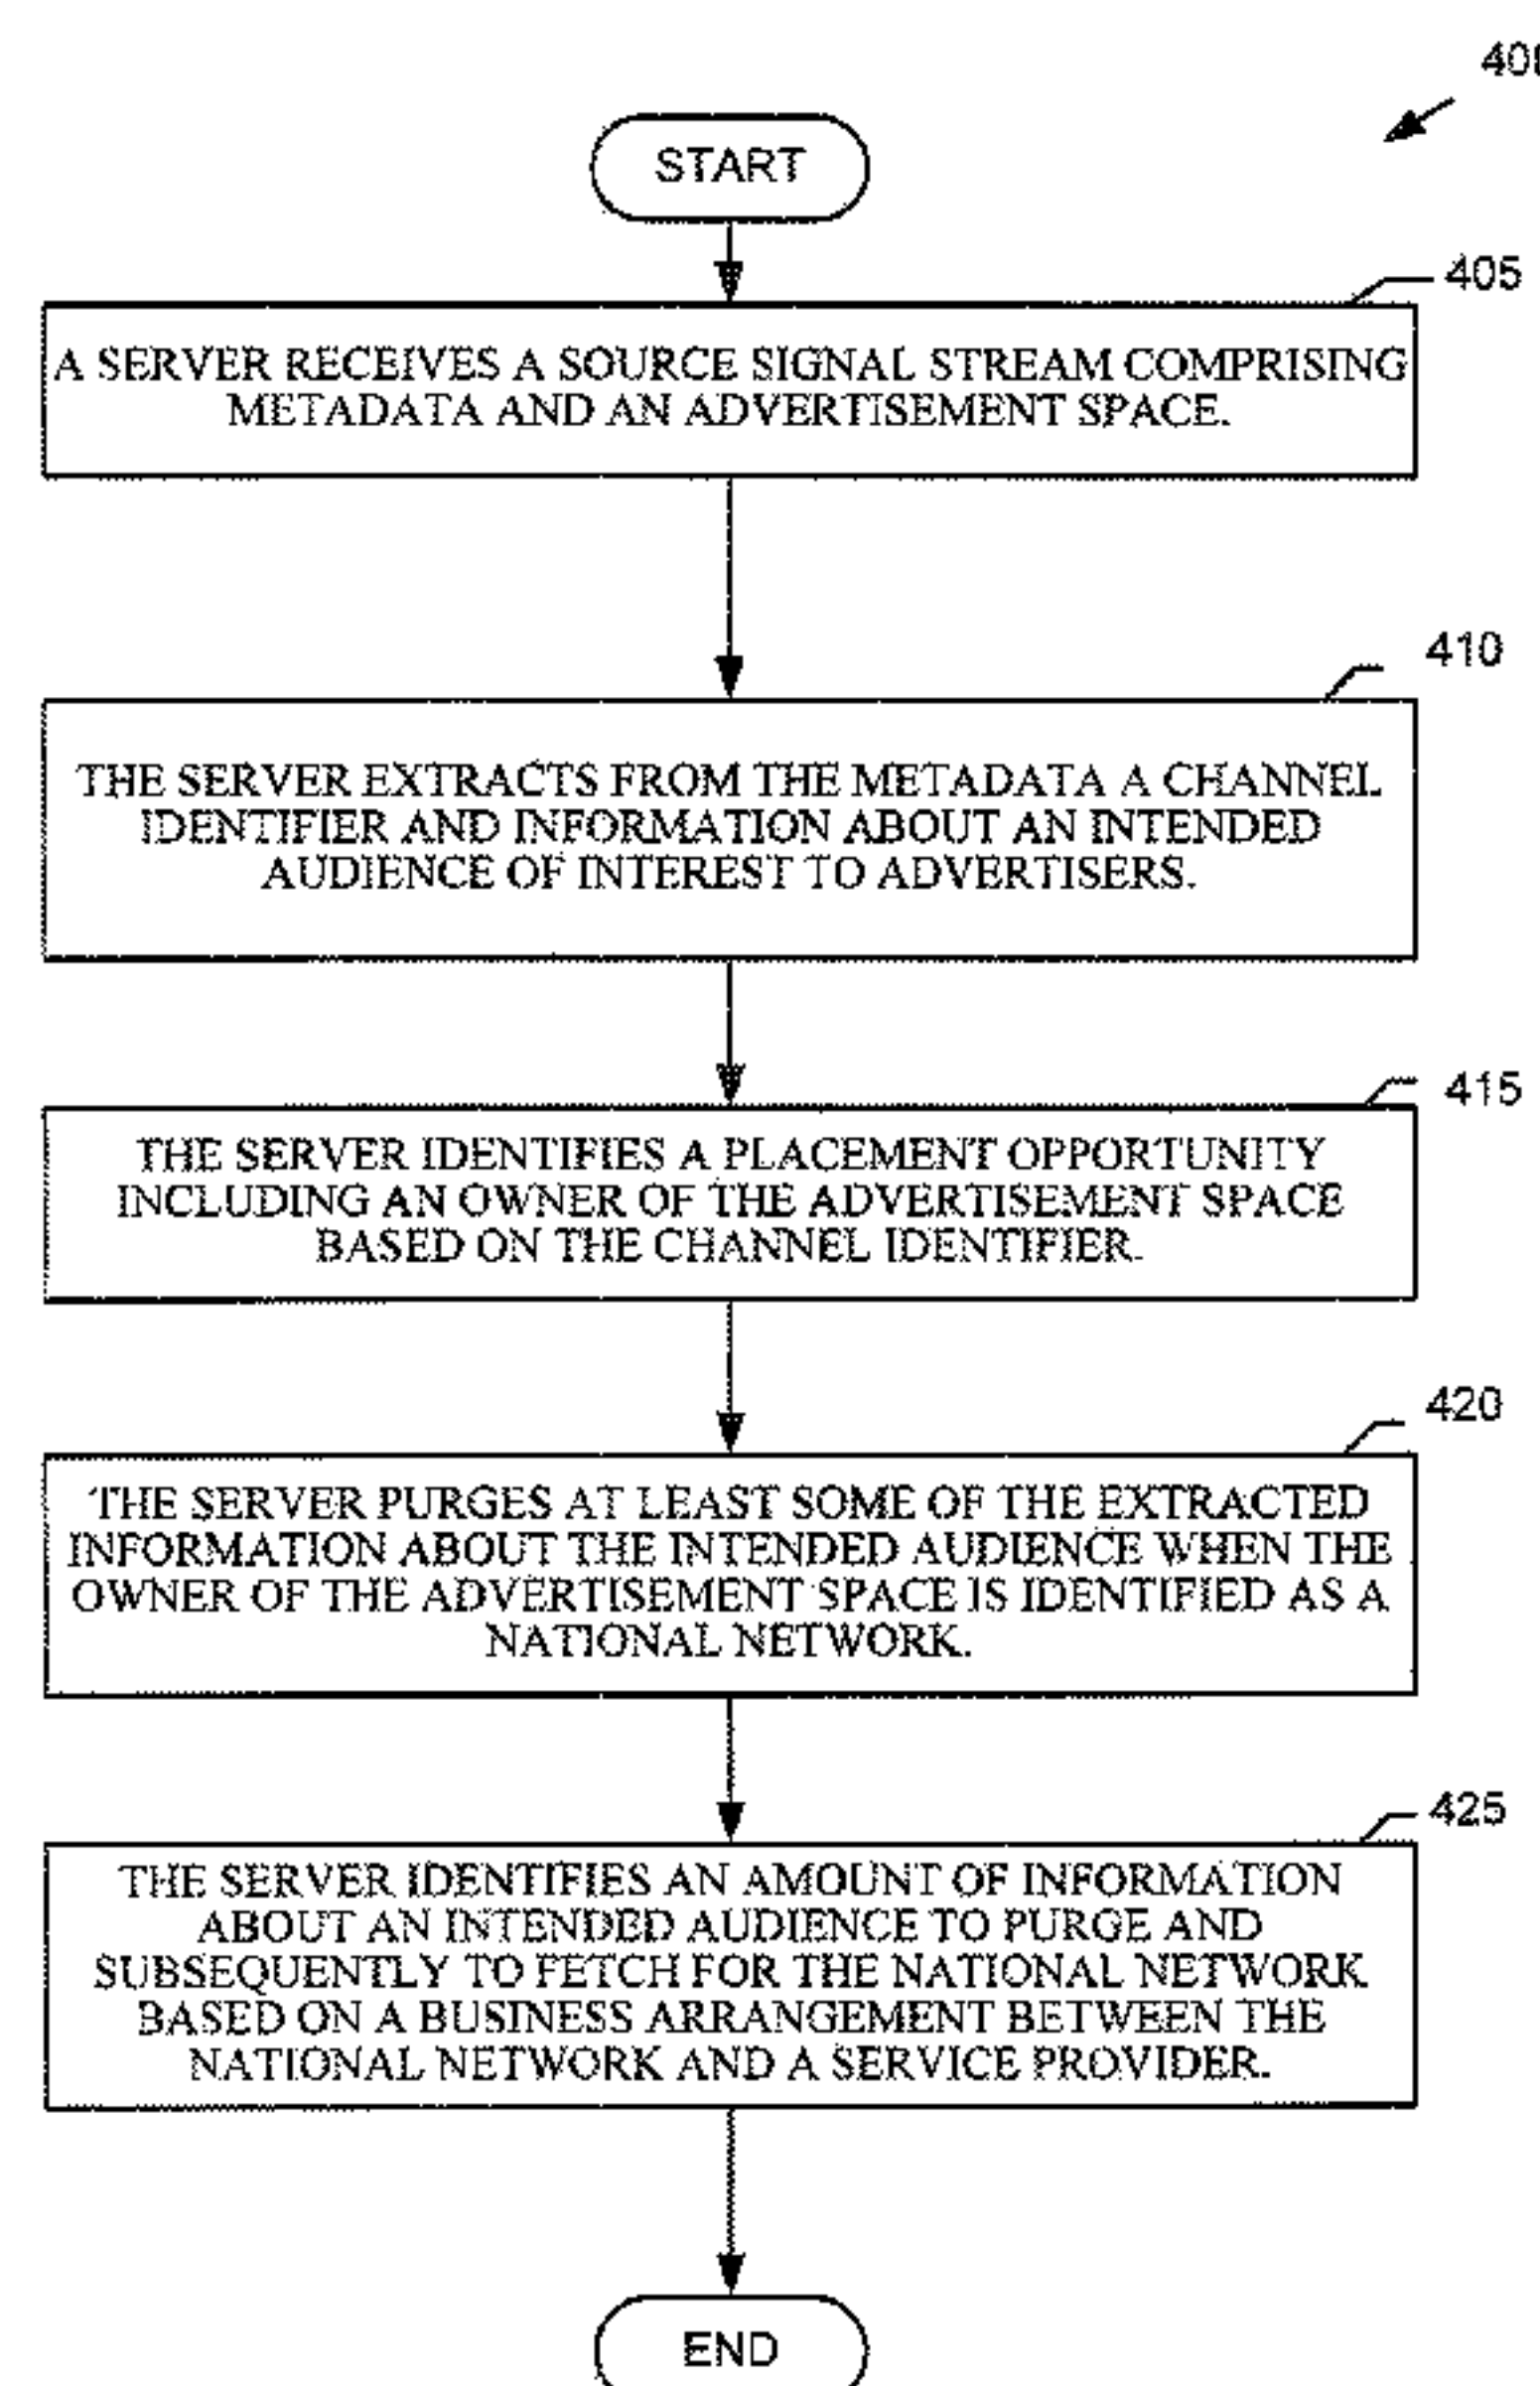 400
START
405
A SERVER RECEIVES A SOURCE SIGNAL STREAM COMPRISING
METADATA AND AN ADVERTISEMENT SPACE.
410
THE SERVER EXTRACTS FROM THE METADATA A CHANNEL
IDENTIFIER AND INFORMATION ABOUT AN INTENDED
AUDIENCE OF INTEREST TO ADVERTISERS.
415
THE SERVER IDENTIFIES A PLACEMENT OPPORTUNITY
INCLUDING AN OWNER OF THE ADVERTISEMENT SPACE
BASED ON THE CHANNEL IDENTIFIER.
420
THE SERVER PURGES AT LEAST SOME OF THE EXTRACTED
INFORMATION ABOUT THE INTENDED AUDIENCE WHEN THE
OWNER OF THE ADVERTISEMENT SPACE IS IDENTIFIED AS A
NATIONAL NETWORK.
425
THE SERVER IDENTIFIES AN AMOUNT OF INFORMATION
ABOUT AN INTENDED AUDIENCE TO PURGE AND
SUBSEQUENTLY TO FETCH FOR THE NATIONAL NETWORK
BASED ON A BUSINESS ARRANGEMENT BETWEEN THE
NATIONAL NETWORK AND A SERVICE PROVIDER.
END